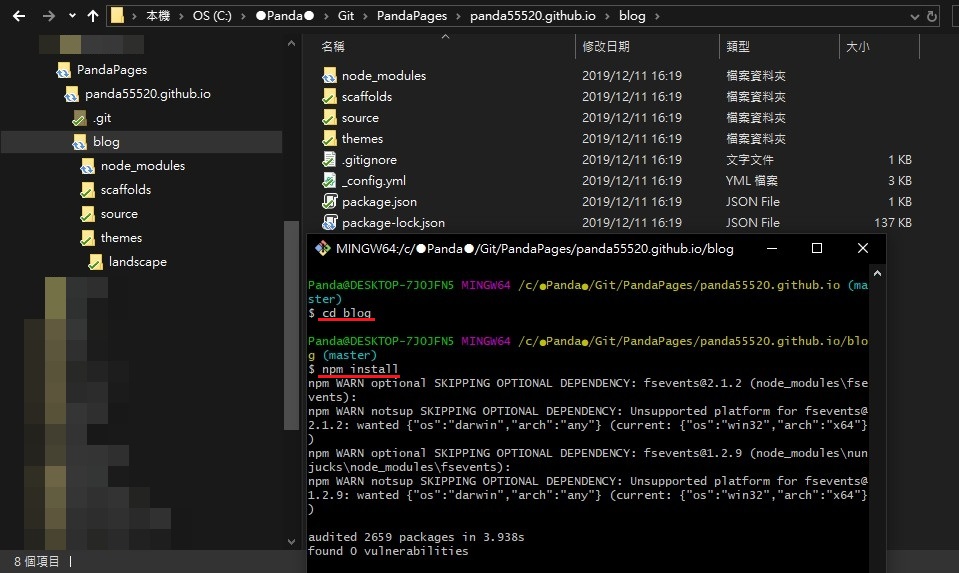 本機 › OS (C:) › ●Panda● › Git › PandaPages › panda55520.github.io › blog ›
PandaPages
panda55520.github.io
.git
blog
node_modules
scaffolds
source
themes
landscape
名稱 修改日期 類型 大小
node_modules 2019/12/11 16:19 檔案資料夾
scaffolds 2019/12/11 16:19 檔案資料夾
source 2019/12/11 16:19 檔案資料夾
themes 2019/12/11 16:19 檔案資料夾
.gitignore 2019/12/11 16:19 文字文件 1 KB
_config.yml 2019/12/11 16:19 YML 檔案 3 KB
package.json 2019/12/11 16:19 JSON File 1 KB
package-lock.json 2019/12/11 16:19 JSON File 137 KB
MINGW64:/c/●Panda●/Git/PandaPages/panda55520.github.io/blog
Panda@DESKTOP-7JOJFN5 MINGW64 /c/●Panda●/Git/PandaPages/panda55520.github.io (ma
ster)
$ cd blog
Panda@DESKTOP-7JOJFN5 MINGW64 /c/●Panda●/Git/PandaPages/panda55520.github.io/blo
g (master)
$ npm install
npm WARN optional SKIPPING OPTIONAL DEPENDENCY: fsevents@2.1.2 (node_modules\fse
vents):
npm WARN notsup SKIPPING OPTIONAL DEPENDENCY: Unsupported platform for fsevents@
2.1.2: wanted {"os":"darwin","arch":"any"} (current: {"os":"win32","arch":"x64"}
)
npm WARN optional SKIPPING OPTIONAL DEPENDENCY: fsevents@1.2.9 (node_modules\nun
jucks\node_modules\fsevents):
npm WARN notsup SKIPPING OPTIONAL DEPENDENCY: Unsupported platform for fsevents@
1.2.9: wanted {"os":"darwin","arch":"any"} (current: {"os":"win32","arch":"x64"}
)
audited 2659 packages in 3.938s
found 0 vulnerabilities
8 個項目